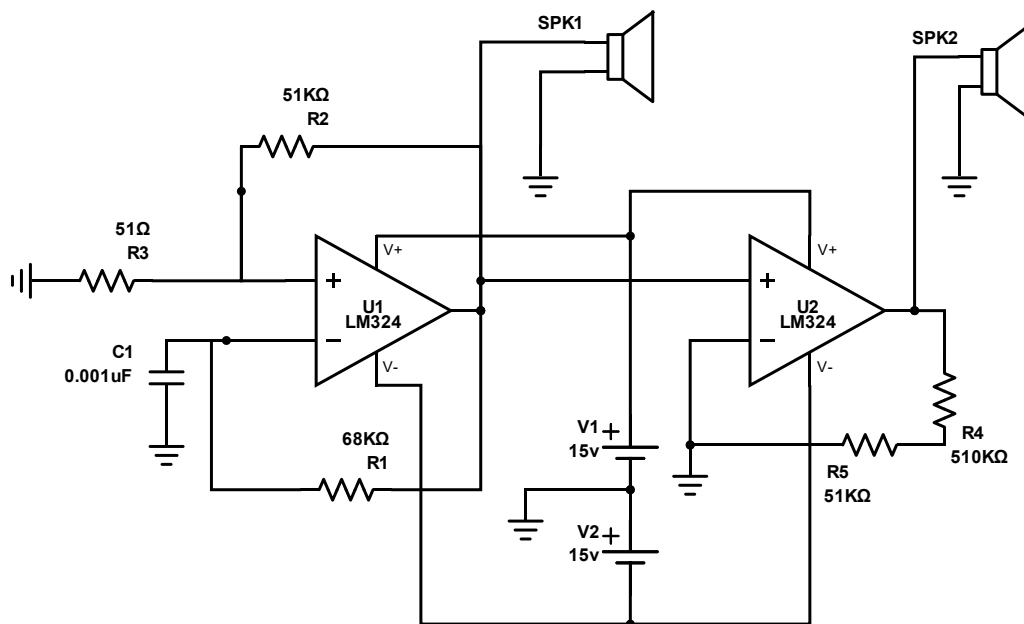 SPK1
SPK2
51KΩ
R2
51Ω
R3
V+
V+
+
U1
LM324
−
V-
+
U2
LM324
−
V-
C1
0.001uF
68KΩ
R1
V1 +
15v
R4
510KΩ
R5
51KΩ
V2 +
15v